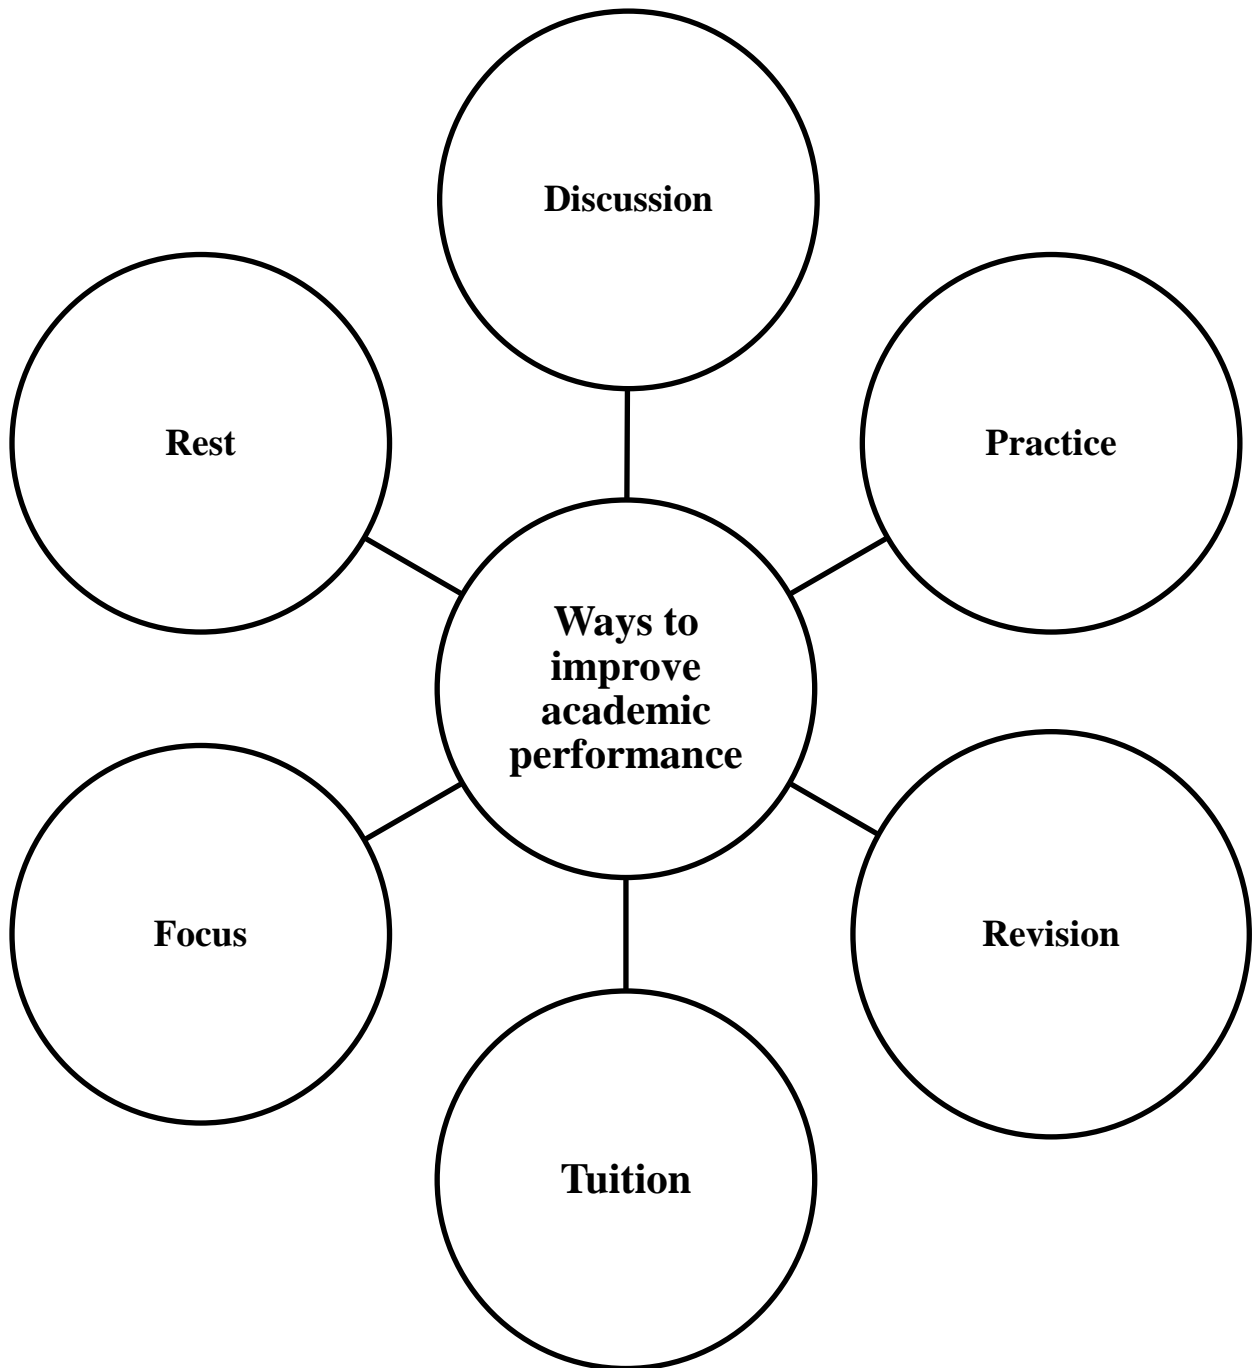 Discussion
Rest
Practice
Ways to
improve
academic
performance
Focus
Revision
Tuition